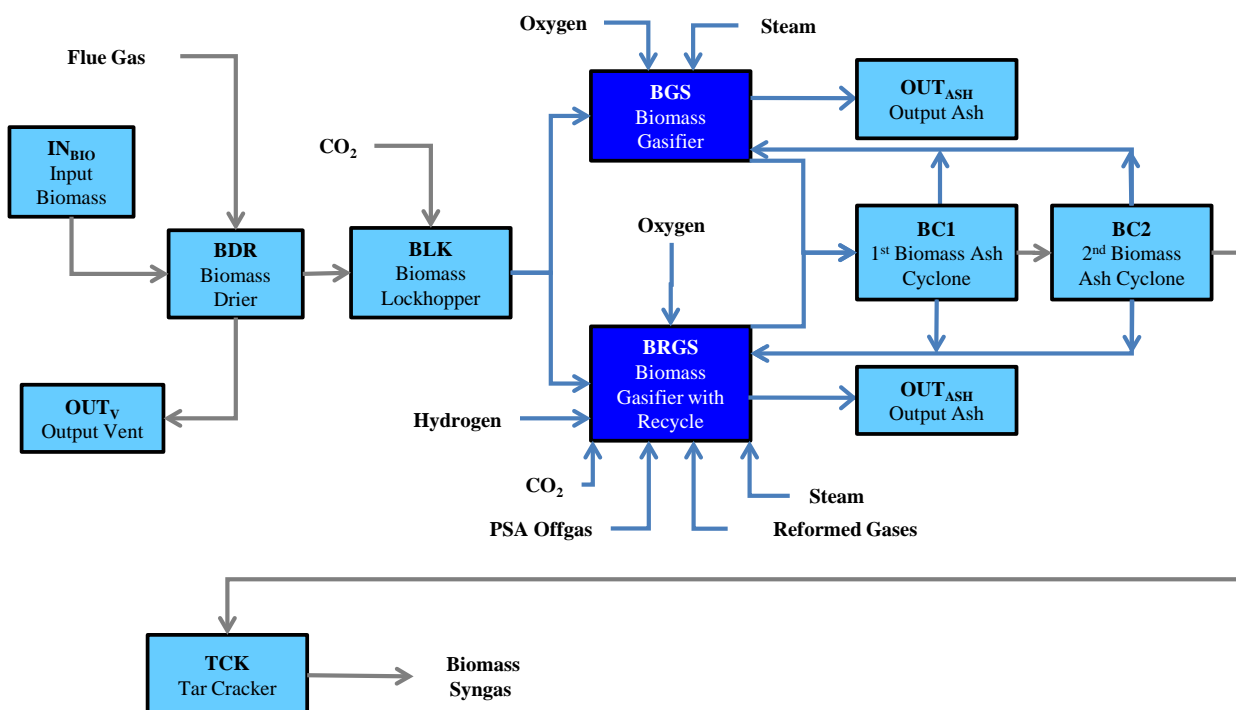 Oxygen
Steam
Flue Gas
BGS
Biomass
Gasifier
OUT_ASH
Output Ash
IN_BIO
Input
Biomass
CO₂
BDR
Biomass
Drier
BLK
Biomass
Lockhopper
Oxygen
BC1
1st Biomass Ash
Cyclone
BC2
2nd Biomass
Ash Cyclone
BRGS
Biomass
Gasifier with
Recycle
OUT_ASH
Output Ash
OUT_V
Output Vent
Hydrogen
CO₂
Steam
PSA Offgas
Reformed Gases
TCK
Tar Cracker
Biomass
Syngas